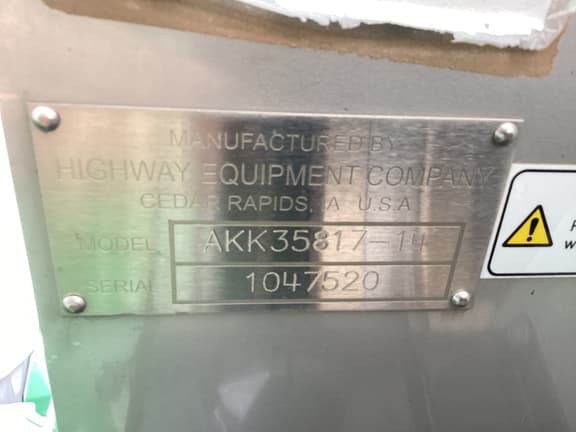 MANUFACTURED BY
HIGHWAY EQUIPMENT COMPANY
CEDAR RAPIDS, IA U.S.A
MODEL AKK35817-14
SERIAL 1047520